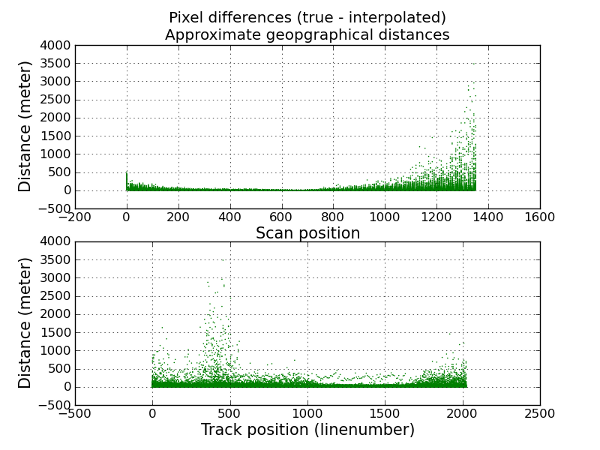 Pixel differences (true - interpolated)
Approximate geopgraphical distances
4000
3500
3000
2500
2000
1500
1000
500
0
−500
Distance (meter)
−200 0 200 400 600 800 1000 1200 1400 1600
Scan position
4000
3500
3000
2500
2000
1500
1000
500
0
−500
Distance (meter)
−500 0 500 1000 1500 2000 2500
Track position (linenumber)